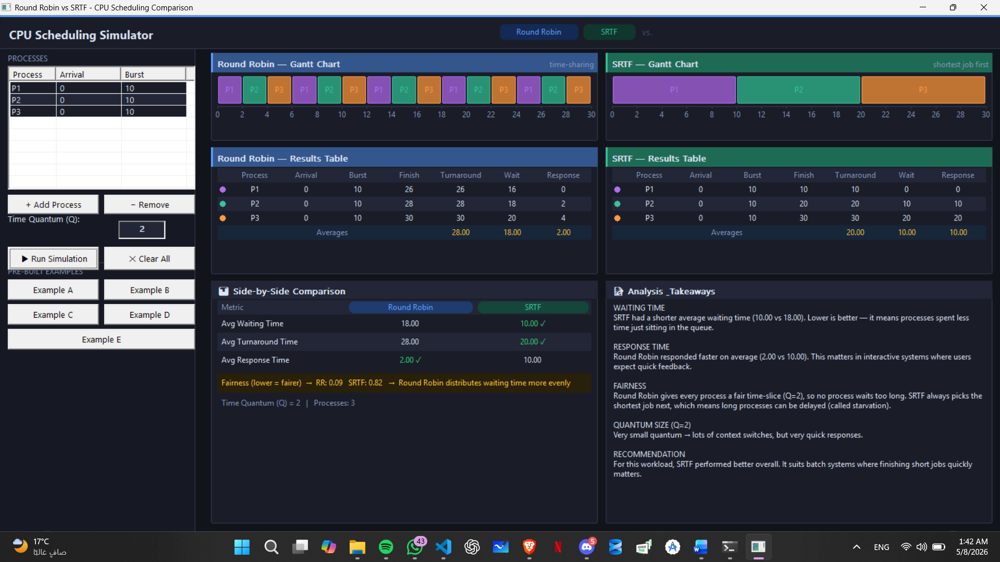 Round Robin vs SRTF - CPU Scheduling Comparison
CPU Scheduling Simulator
Round Robin
SRTF
vs.
PROCESSES
Process Arrival Burst
P1 0 10
P2 0 10
P3 0 10
+ Add Process
− Remove
Time Quantum (Q):
2
▶ Run Simulation
✕ Clear All
PRE-BUILT EXAMPLES
Example A
Example B
Example C
Example D
Example E
Round Robin — Gantt Chart
time-sharing
P1 P2 P3 P1 P2 P3 P1 P2 P3 P1 P2 P3 P1 P2 P3
0 2 4 6 8 10 12 14 16 18 20 22 24 26 28 30
SRTF — Gantt Chart
shortest job first
P1 P2 P3
0 2 4 6 8 10 12 14 16 18 20 22 24 26 28 30
Round Robin — Results Table
Process Arrival Burst Finish Turnaround Wait Response
P1 0 10 26 26 16 0
P2 0 10 28 28 18 2
P3 0 10 30 30 20 4
Averages 28.00 18.00 2.00
SRTF — Results Table
Process Arrival Burst Finish Turnaround Wait Response
P1 0 10 10 10 0 0
P2 0 10 20 20 10 10
P3 0 10 30 30 20 20
Averages 20.00 10.00 10.00
Side-by-Side Comparison
Metric Round Robin SRTF
Avg Waiting Time 18.00 10.00 ✓
Avg Turnaround Time 28.00 20.00 ✓
Avg Response Time 2.00 ✓ 10.00
Fairness (lower = fairer) → RR: 0.09 SRTF: 0.82 → Round Robin distributes waiting time more evenly
Time Quantum (Q) = 2 | Processes: 3
Analysis _Takeaways
WAITING TIME
SRTF had a shorter average waiting time (10.00 vs 18.00). Lower is better — it means processes spent less
time just sitting in the queue.
RESPONSE TIME
Round Robin responded faster on average (2.00 vs 10.00). This matters in interactive systems where users
expect quick feedback.
FAIRNESS
Round Robin gives every process a fair time-slice (Q=2), so no process waits too long. SRTF always picks the
shortest job next, which means long processes can be delayed (called starvation).
QUANTUM SIZE (Q=2)
Very small quantum → lots of context switches, but very quick responses.
RECOMMENDATION
For this workload, SRTF performed better overall. It suits batch systems where finishing short jobs quickly
matters.
17°C
صافٍ غالبًا
43
5
space
desk
ENG
1:42 AM
5/8/2026